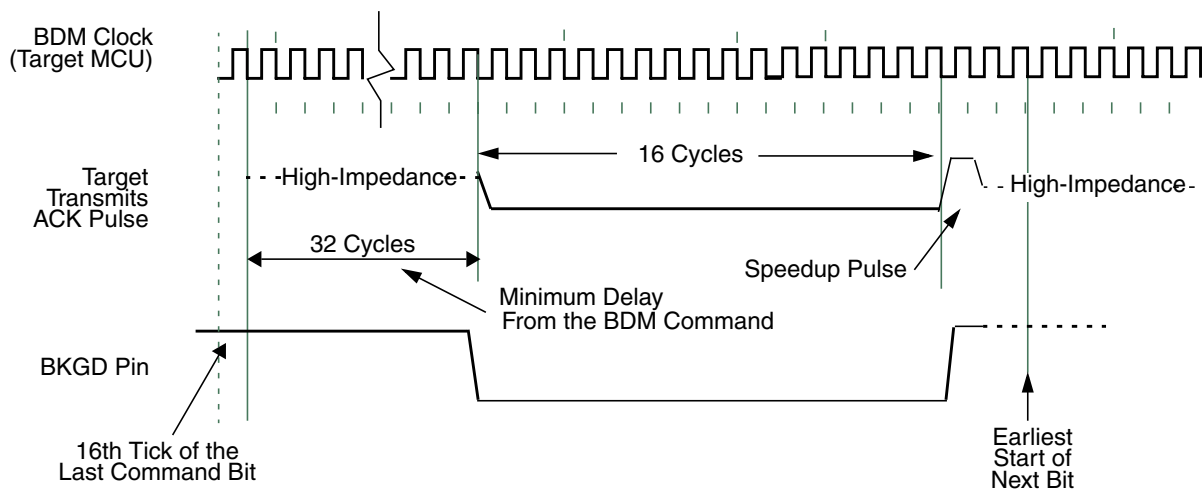 BDM Clock
(Target MCU)
16 Cycles
Target
Transmits
ACK Pulse
High-Impedance
High-Impedance
32 Cycles
Speedup Pulse
Minimum Delay
From the BDM Command
BKGD Pin
16th Tick of the
Last Command Bit
Earliest
Start of
Next Bit